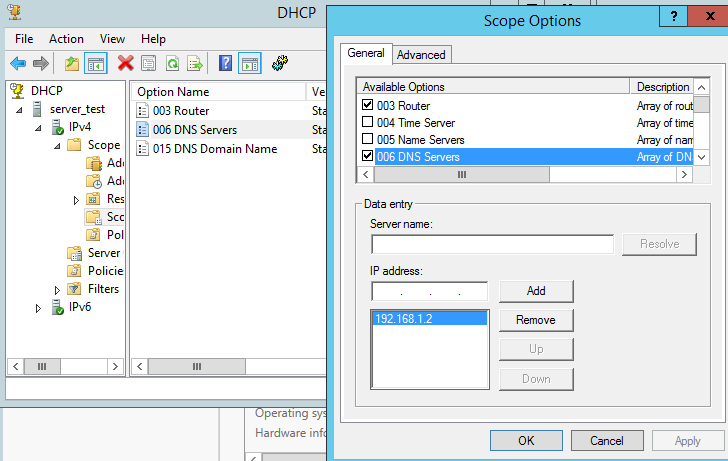 DHCP
File Action View
DHCP
server_test
IPv4
Scope
Ad
Ad
Res
Sco
Pol
Server
Policies
Filters
IPv6
Option Name Ve
003 Router Sta
006 DNS Servers Sta
015 DNS Domain Name Sta
Operating sys
Hardware info
Scope Options
? X
General Advanced
Available Options Description
003 Router Array of rout
004 Time Server Array of time
005 Name Servers Array of nam
006 DNS Servers Array of DN
Data entry
Server name:
Resolve
IP address:
. . . Add
192.168.1.2 Remove
Up
Down
OK Cancel Apply